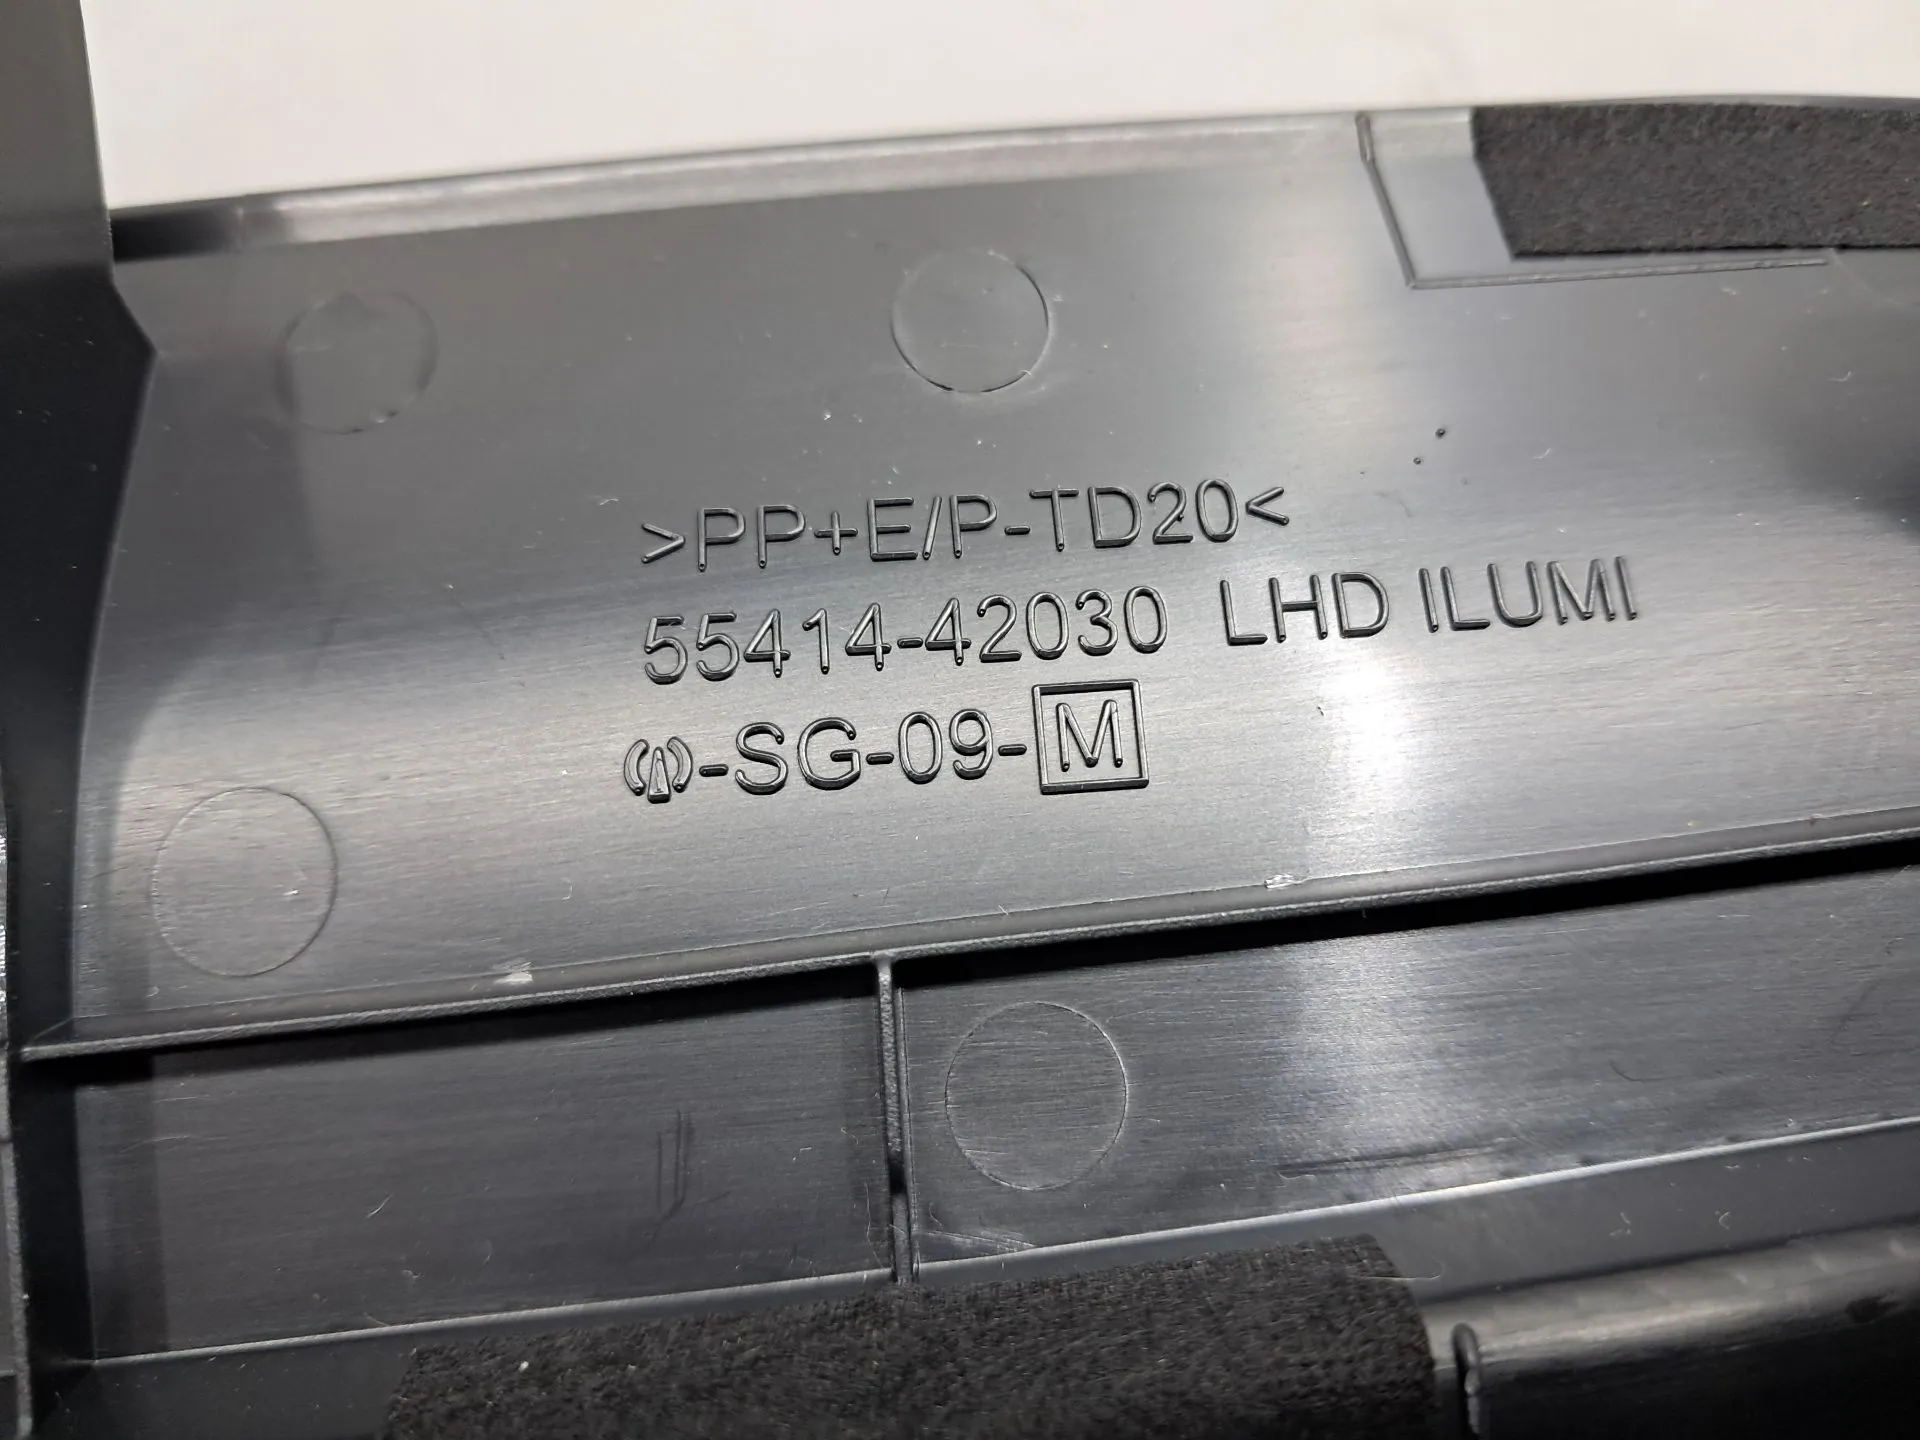 >PP+E/P-TD20<
55414-42030 LHD ILUMI
-SG-09-M